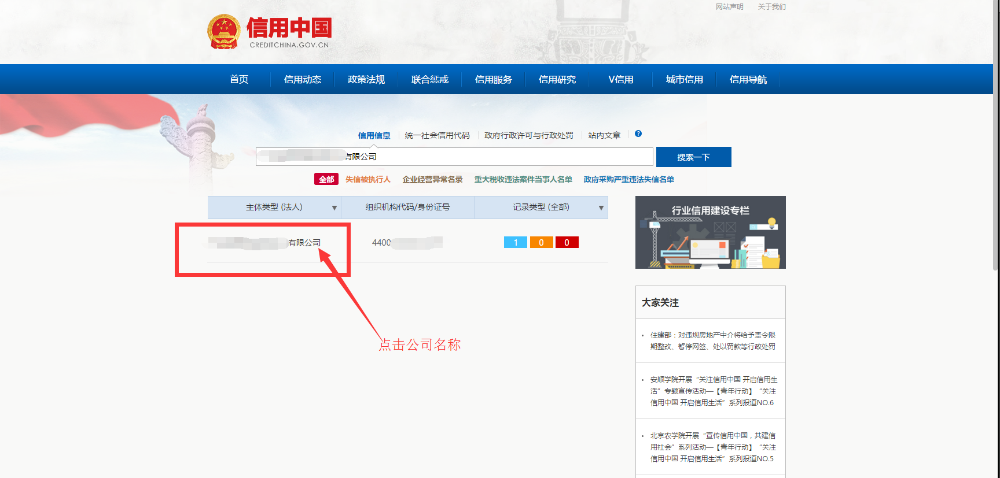 网站声明 关于我们
信用中国
CREDITCHINA.GOV.CN
首页 信用动态 政策法规 联合惩戒 信用服务 信用研究 V信用 城市信用 信用导航
信用信息 统一社会信用代码 政府行政许可与行政处罚 站内文章 ?
有限公司 搜索一下
全部 失信被执行人 企业经营异常名录 重大税收违法案件当事人名单 政府采购严重违法失信名单
主体类型 (法人) ▼ 组织机构代码/身份证号 记录类型 (全部) ▼
有限公司 4400 1 0 0
点击公司名称
行业信用建设专栏
大家关注
住建部：对违规房地产中介将给予责令限
期整改、暂停网签、处以罚款等行政处罚
安顺学院开展“关注信用中国 开启信用生
活”专题宣传活动—【青年行动】“关注
信用中国 开启信用生活”系列报道NO.6
北京农学院开展“宣传信用中国，共建信
用社会”系列活动—【青年行动】“关注
信用中国 开启信用生活”系列报道NO.5